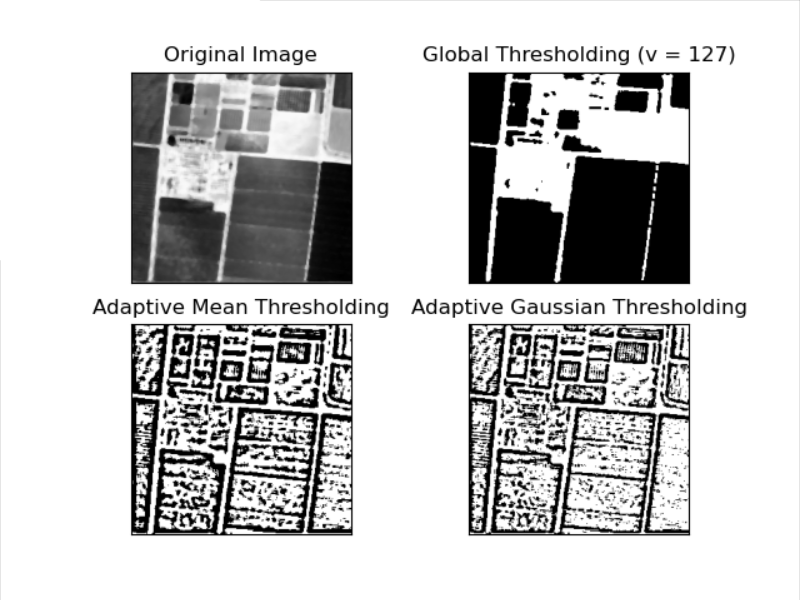 Original Image
Global Thresholding (v = 127)
Adaptive Mean Thresholding
Adaptive Gaussian Thresholding